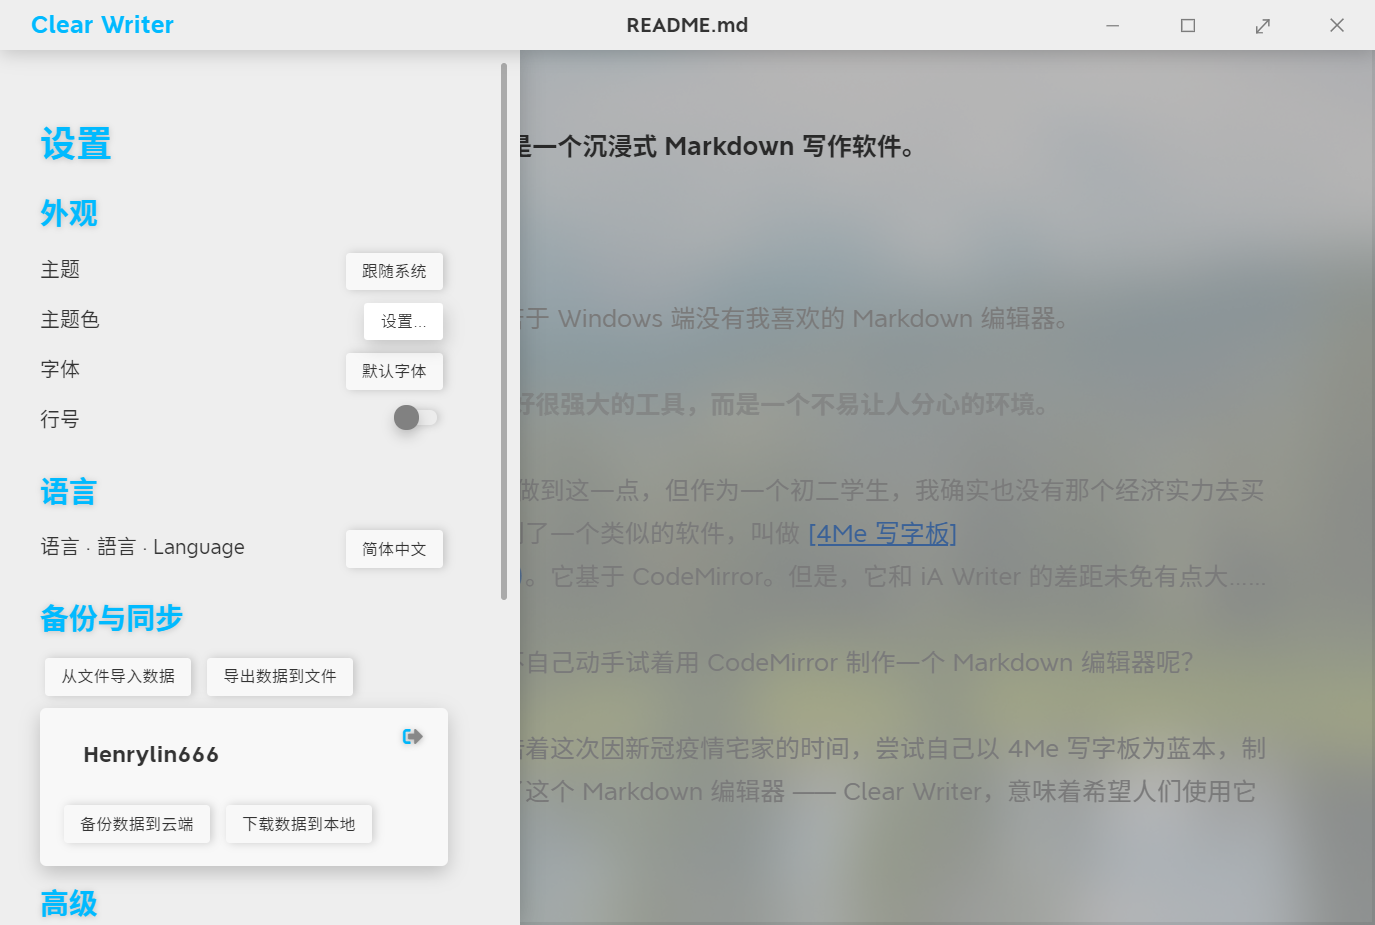 Clear Writer
README.md
设置
外观
主题
跟随系统
主题色
设置...
字体
默认字体
行号
语言
语言 · 語言 · Language
简体中文
备份与同步
从文件导入数据
导出数据到文件
Henrylin666
备份数据到云端
下载数据到本地
高级
是一个沉浸式 Markdown 写作软件。
于 Windows 端没有我喜欢的 Markdown 编辑器。
好很强大的工具，而是一个不易让人分心的环境。
做到这一点，但作为一个初二学生，我确实也没有那个经济实力去买
了一个类似的软件，叫做 [4Me 写字板]
)。它基于 CodeMirror。但是，它和 iA Writer 的差距未免有点大……
自己动手试着用 CodeMirror 制作一个 Markdown 编辑器呢？
着这次因新冠疫情宅家的时间，尝试自己以 4Me 写字板为蓝本，制
这个 Markdown 编辑器 —— Clear Writer，意味着希望人们使用它